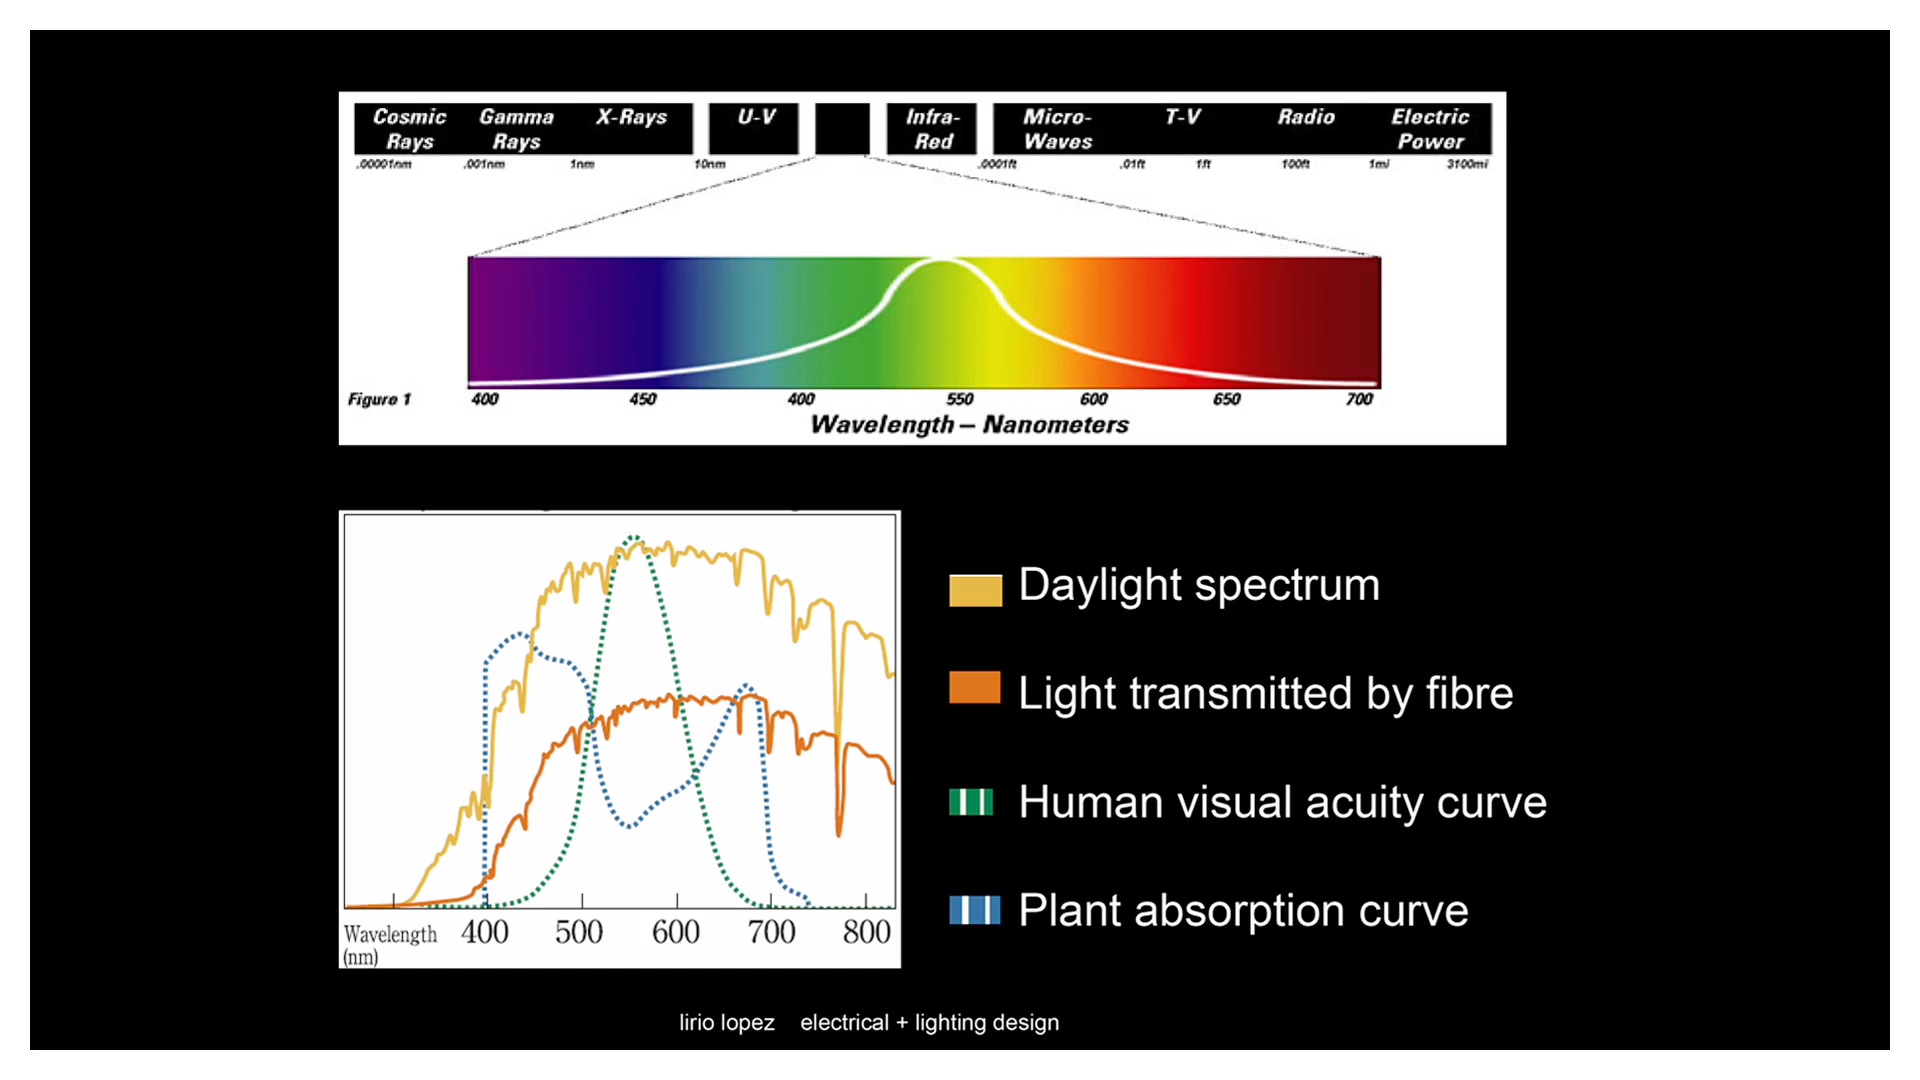 Cosmic Rays
Gamma Rays
X-Rays
U-V
Infra-Red
Micro-Waves
T-V
Radio
Electric Power
.00001nm .001nm 1nm 10nm .0001ft .01ft 1ft 100ft 1mi 3100mi
Figure 1
400 450 400 550 600 650 700
Wavelength – Nanometers
Wavelength (nm)
400 500 600 700 800
Daylight spectrum
Light transmitted by fibre
Human visual acuity curve
Plant absorption curve
lirio lopez electrical + lighting design